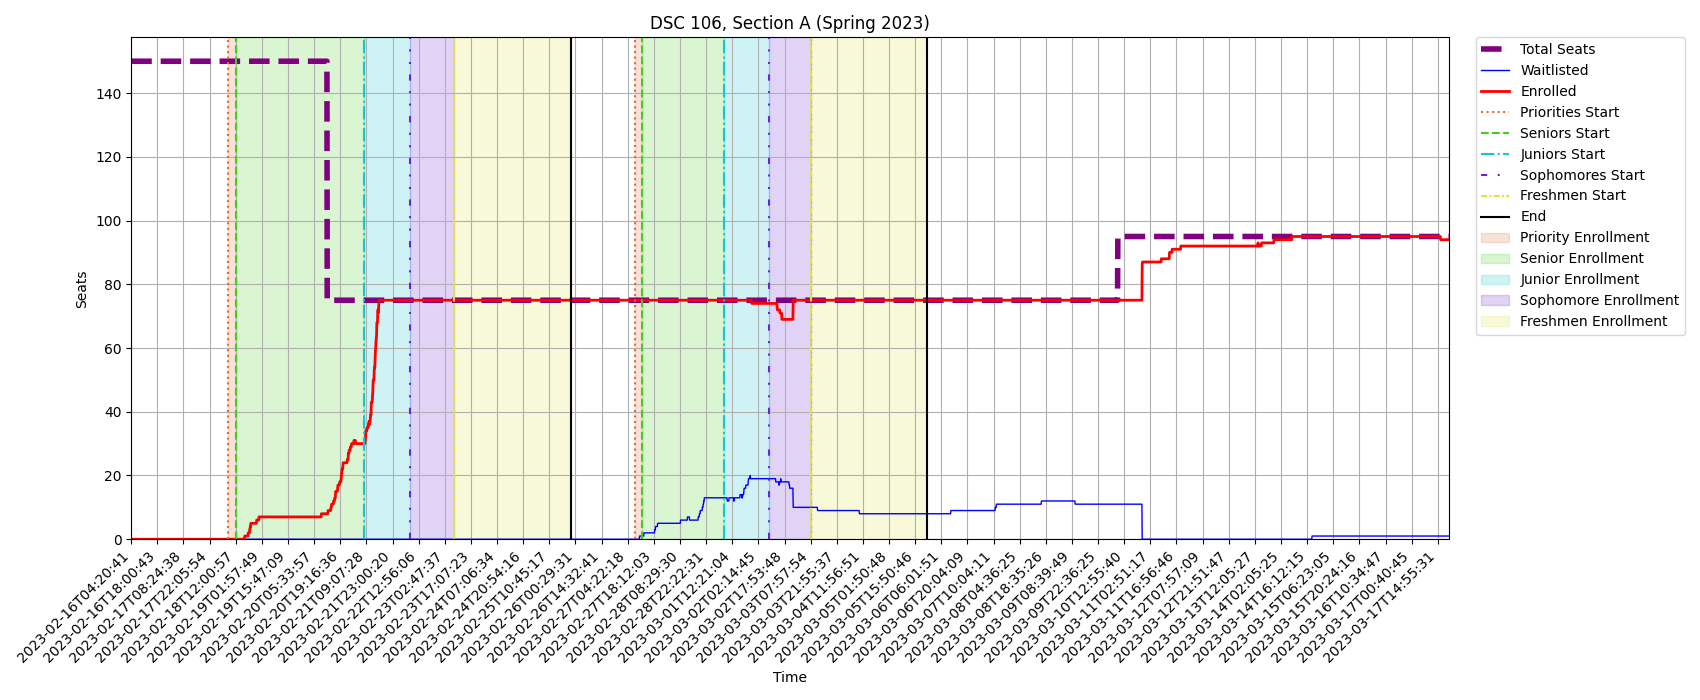 DSC 106, Section A (Spring 2023)
Seats
140
120
100
80
60
40
20
0
2023-02-16T04:20:41
2023-02-16T18:00:43
2023-02-17T08:24:38
2023-02-17T22:05:54
2023-02-18T12:00:57
2023-02-19T01:57:49
2023-02-19T15:47:09
2023-02-20T05:33:57
2023-02-20T19:16:36
2023-02-21T09:07:28
2023-02-21T23:00:20
2023-02-22T12:56:06
2023-02-23T02:47:37
2023-02-23T17:07:23
2023-02-24T07:06:34
2023-02-24T20:54:16
2023-02-25T10:45:17
2023-02-26T00:29:31
2023-02-26T14:32:41
2023-02-27T04:22:18
2023-02-27T18:12:03
2023-02-28T08:29:30
2023-02-28T22:22:31
2023-03-01T12:21:04
2023-03-02T02:14:45
2023-03-02T17:53:48
2023-03-03T07:57:54
2023-03-03T21:55:37
2023-03-04T11:56:51
2023-03-05T01:50:48
2023-03-05T15:50:46
2023-03-06T06:01:51
2023-03-06T20:04:09
2023-03-07T10:04:11
2023-03-08T04:36:25
2023-03-08T18:35:26
2023-03-09T08:39:49
2023-03-09T22:36:25
2023-03-10T12:55:40
2023-03-11T02:51:17
2023-03-11T16:56:46
2023-03-12T07:57:09
2023-03-12T21:51:47
2023-03-13T12:05:27
2023-03-14T02:05:25
2023-03-14T16:12:15
2023-03-15T06:23:05
2023-03-15T20:24:16
2023-03-16T10:34:47
2023-03-17T00:40:45
2023-03-17T14:55:31
Time
Total Seats
Waitlisted
Enrolled
Priorities Start
Seniors Start
Juniors Start
Sophomores Start
Freshmen Start
End
Priority Enrollment
Senior Enrollment
Junior Enrollment
Sophomore Enrollment
Freshmen Enrollment